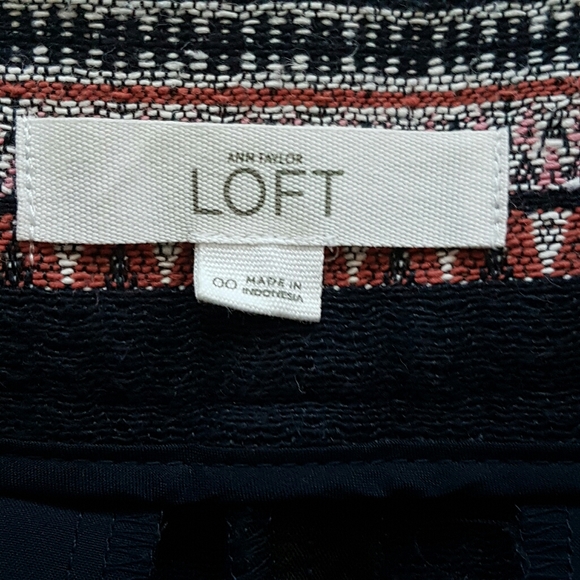 ANN TAYLOR
LOFT
00 MADE IN
INDONESIA